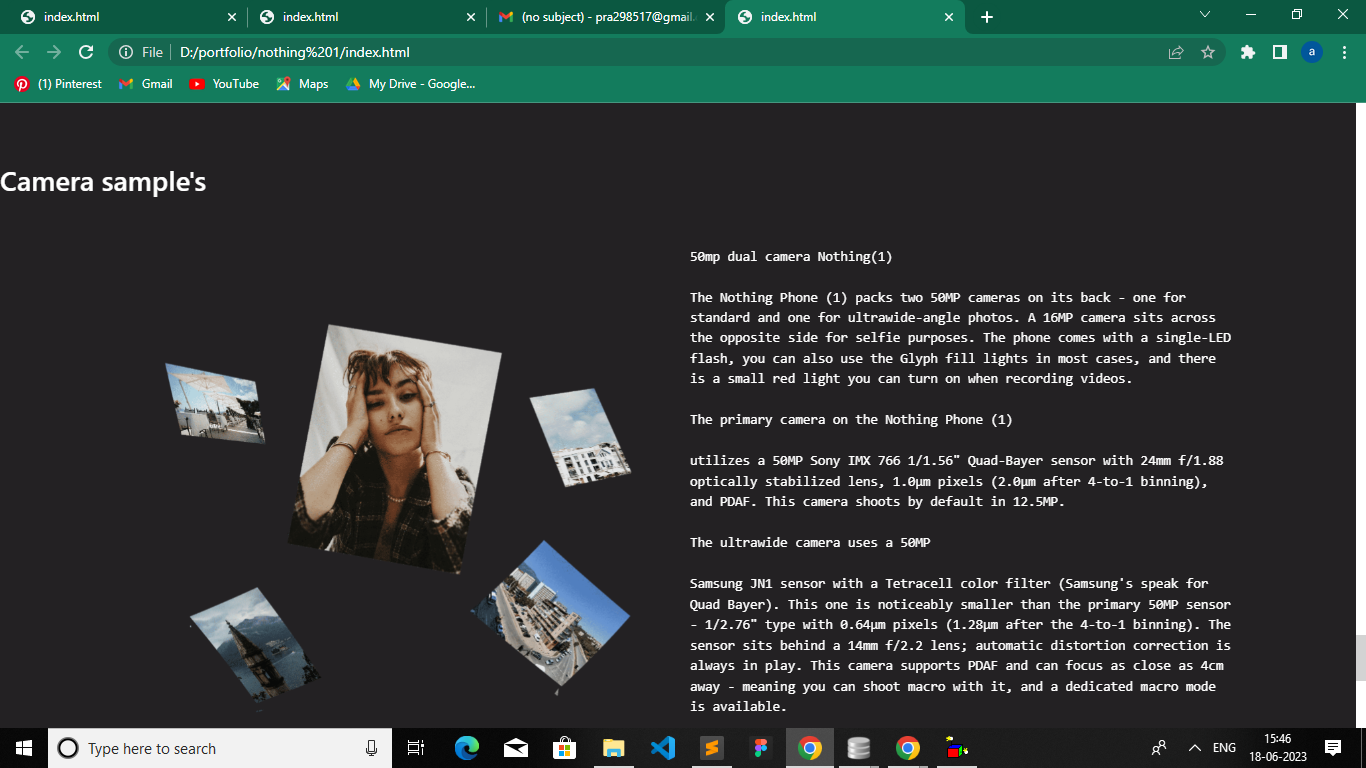 index.html
index.html
(no subject) - pra298517@gmail.
index.html
File
D:/portfolio/nothing%201/index.html
a
(1) Pinterest
Gmail
YouTube
Maps
My Drive - Google...
Camera sample's
50mp dual camera Nothing(1)
The Nothing Phone (1) packs two 50MP cameras on its back - one for
standard and one for ultrawide-angle photos. A 16MP camera sits across
the opposite side for selfie purposes. The phone comes with a single-LED
flash, you can also use the Glyph fill lights in most cases, and there
is a small red light you can turn on when recording videos.
The primary camera on the Nothing Phone (1)
utilizes a 50MP Sony IMX 766 1/1.56" Quad-Bayer sensor with 24mm f/1.88
optically stabilized lens, 1.0µm pixels (2.0µm after 4-to-1 binning),
and PDAF. This camera shoots by default in 12.5MP.
The ultrawide camera uses a 50MP
Samsung JN1 sensor with a Tetracell color filter (Samsung's speak for
Quad Bayer). This one is noticeably smaller than the primary 50MP sensor
- 1/2.76" type with 0.64µm pixels (1.28µm after the 4-to-1 binning). The
sensor sits behind a 14mm f/2.2 lens; automatic distortion correction is
always in play. This camera supports PDAF and can focus as close as 4cm
away - meaning you can shoot macro with it, and a dedicated macro mode
is available.
Type here to search
ENG
15:46
18-06-2023